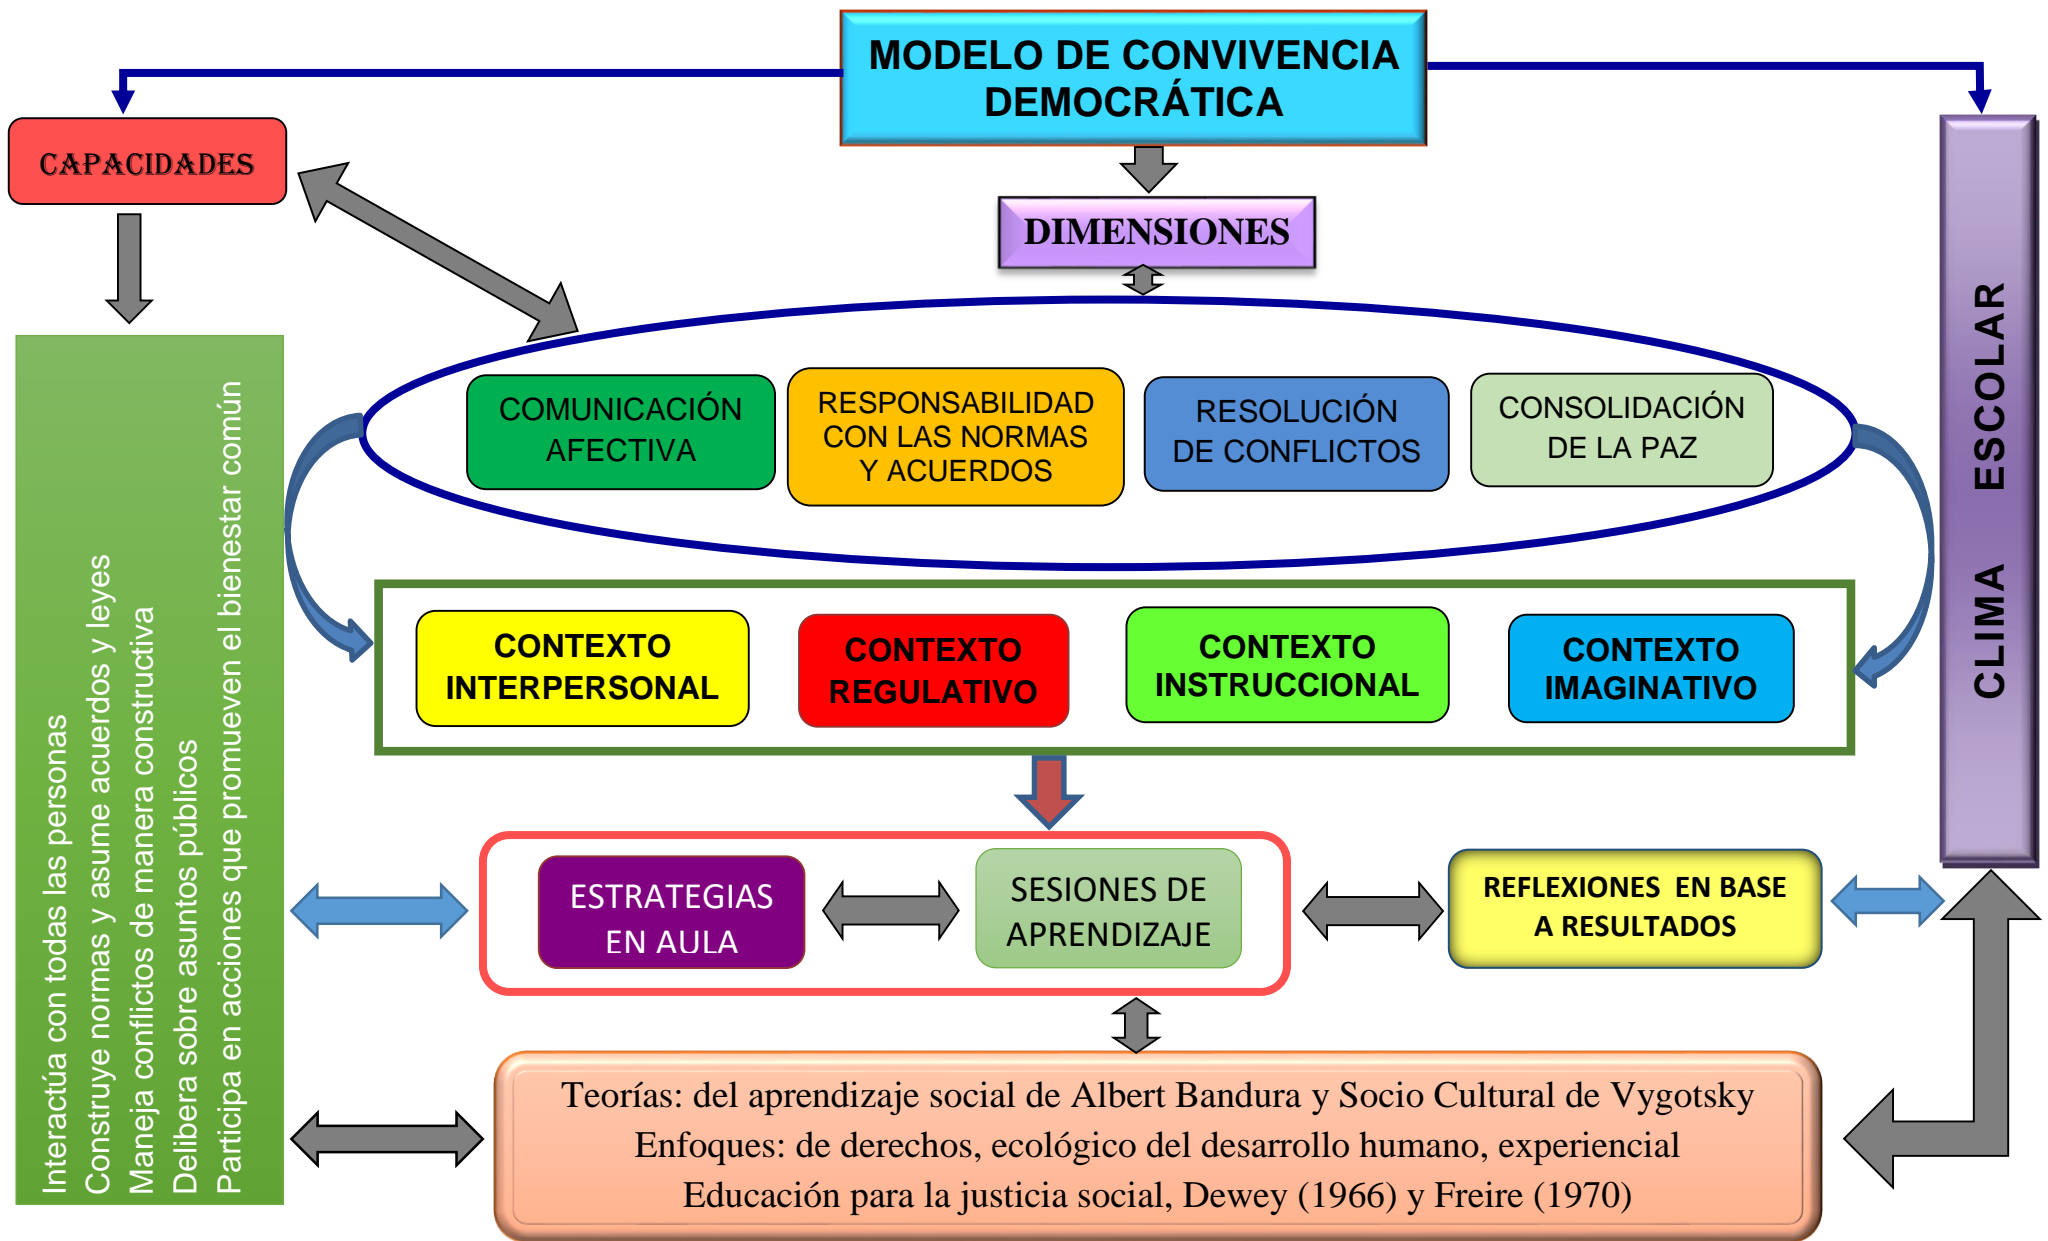 MODELO DE CONVIVENCIA
DEMOCRÁTICA
CAPACIDADES
DIMENSIONES
COMUNICACIÓN
AFECTIVA
RESPONSABILIDAD
CON LAS NORMAS
Y ACUERDOS
RESOLUCIÓN
DE CONFLICTOS
CONSOLIDACIÓN
DE LA PAZ
CLIMA ESCOLAR
Interactúa con todas las personas
Construye normas y asume acuerdos y leyes
Maneja conflictos de manera constructiva
Delibera sobre asuntos públicos
Participa en acciones que promueven el bienestar común
CONTEXTO
INTERPERSONAL
CONTEXTO
REGULATIVO
CONTEXTO
INSTRUCCIONAL
CONTEXTO
IMAGINATIVO
ESTRATEGIAS
EN AULA
SESIONES DE
APRENDIZAJE
REFLEXIONES EN BASE
A RESULTADOS
Teorías: del aprendizaje social de Albert Bandura y Socio Cultural de Vygotsky
Enfoques: de derechos, ecológico del desarrollo humano, experiencial
Educación para la justicia social, Dewey (1966) y Freire (1970)